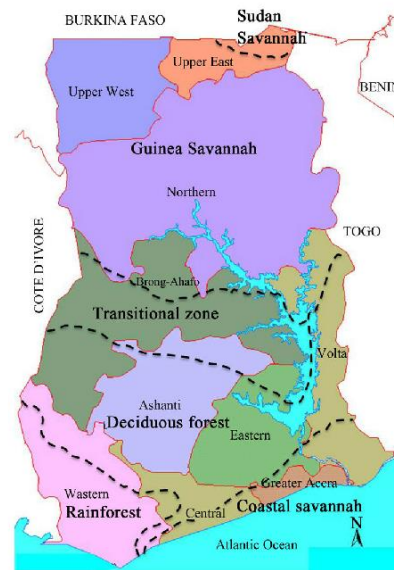 BURKINA FASO
Sudan
Savannah
Upper East
BENIN
Upper West
Guinea Savannah
Northern
TOGO
COTE D'IVORE
Brong-Ahafo
Transitional zone
Volta
Ashanti
Deciduous forest
Eastern
Greater Accra
Wastern
Rainforest
Central
Coastal savannah
N
Atlantic Ocean